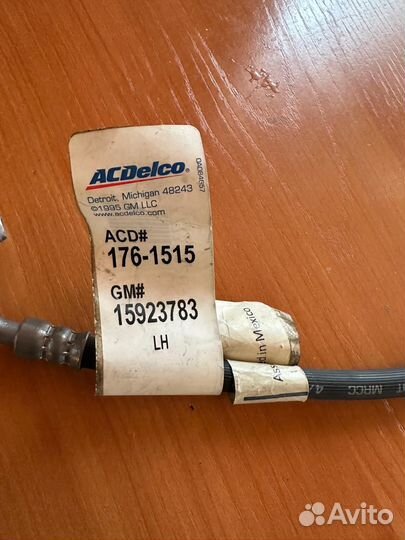 ACDelco
Detroit, Michigan 48243
©1995 GM LLC
www.acdelco.com
ACD#
176-1515
GM#
15923783
LH
in Mexico
MRCC
Avito